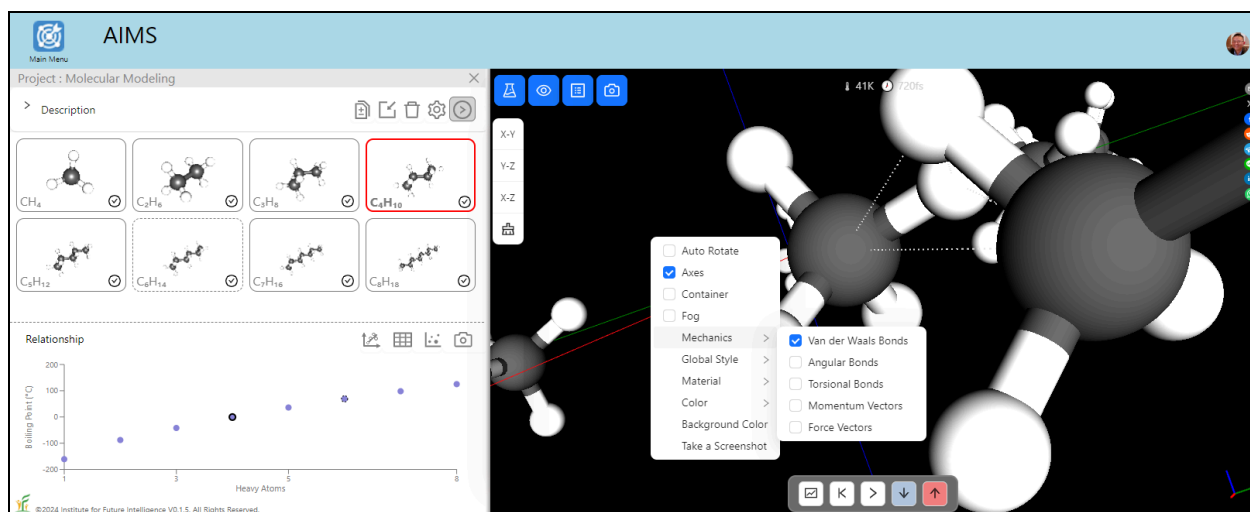 AIMS
Main Menu
Project : Molecular Modeling
Description
CH₄
C₂H₆
C₃H₈
C₄H₁₀
C₅H₁₂
C₆H₁₄
C₇H₁₆
C₈H₁₈
Relationship
200
100
0
-100
-200
Boiling Point (°C)
1
3
5
8
Heavy Atoms
©2024 Institute for Future Intelligence V0.1.5. All Rights Reserved.
41K
720fs
X-Y
Y-Z
X-Z
Auto Rotate
Axes
Container
Fog
Mechanics
Global Style
Material
Color
Background Color
Take a Screenshot
Van der Waals Bonds
Angular Bonds
Torsional Bonds
Momentum Vectors
Force Vectors